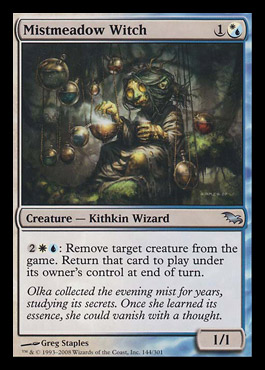 Mistmeadow Witch 1
Creature — Kithkin Wizard
2: Remove target creature from the
game. Return that card to play under
its owner's control at end of turn.
Olka collected the evening mist for years,
studying its secrets. Once she learned its
essence, she could vanish with a thought.
Greg Staples
™ & © 1993–2008 Wizards of the Coast, Inc. 144/301
1/1